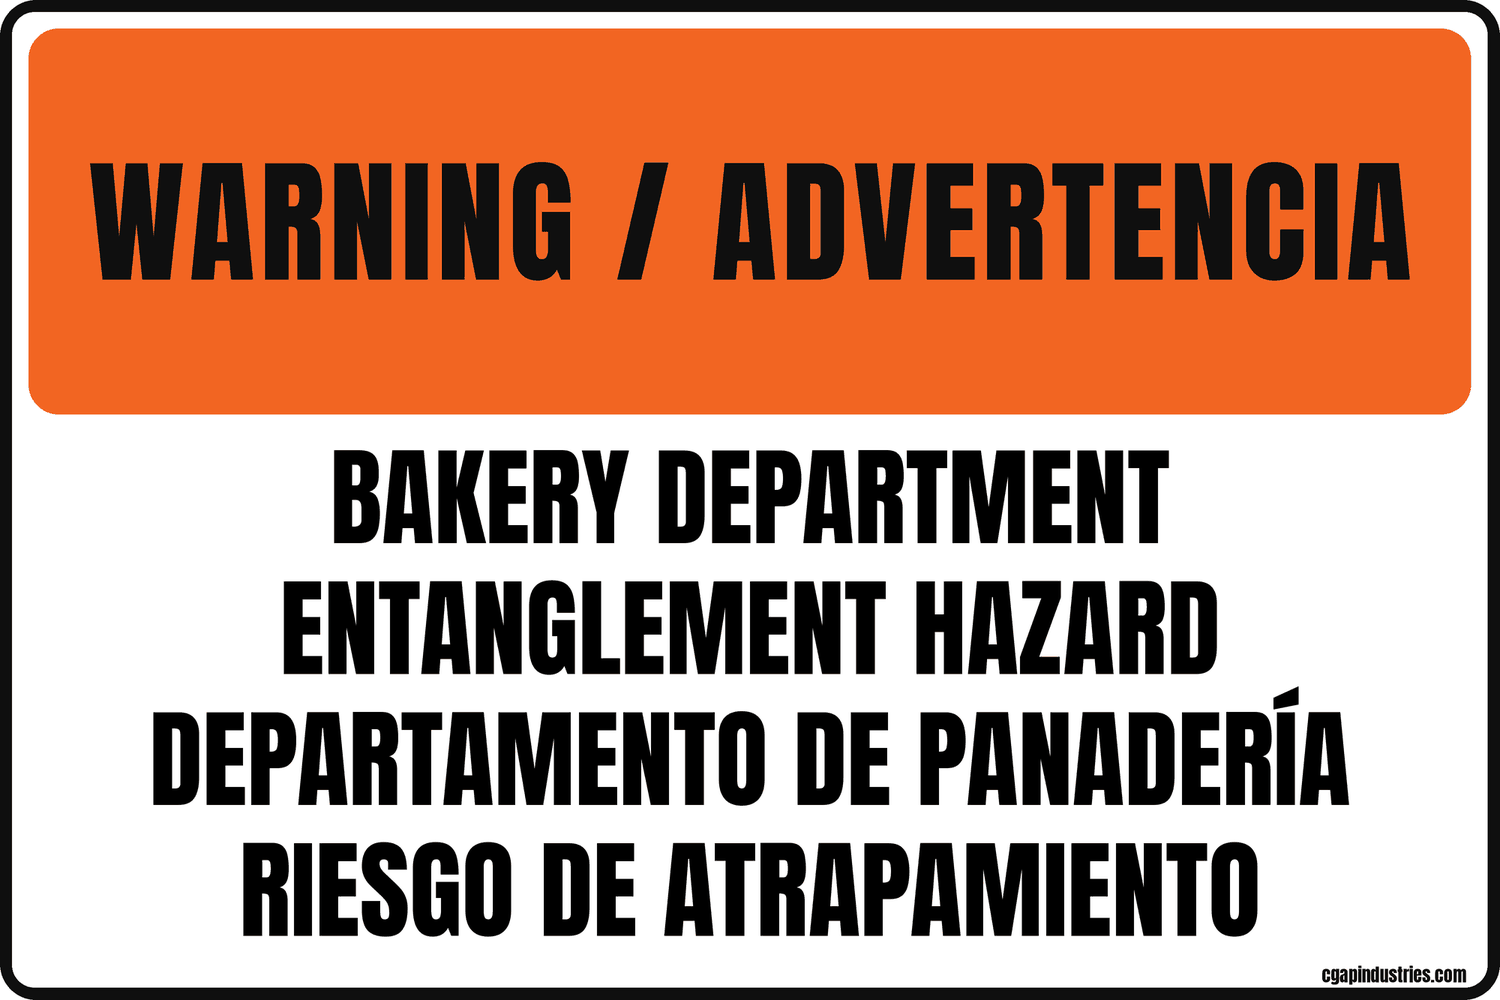 WARNING / ADVERTENCIA
BAKERY DEPARTMENT
ENTANGLEMENT HAZARD
DEPARTAMENTO DE PANADERÍA
RIESGO DE ATRAPAMIENTO
cgapindustries.com